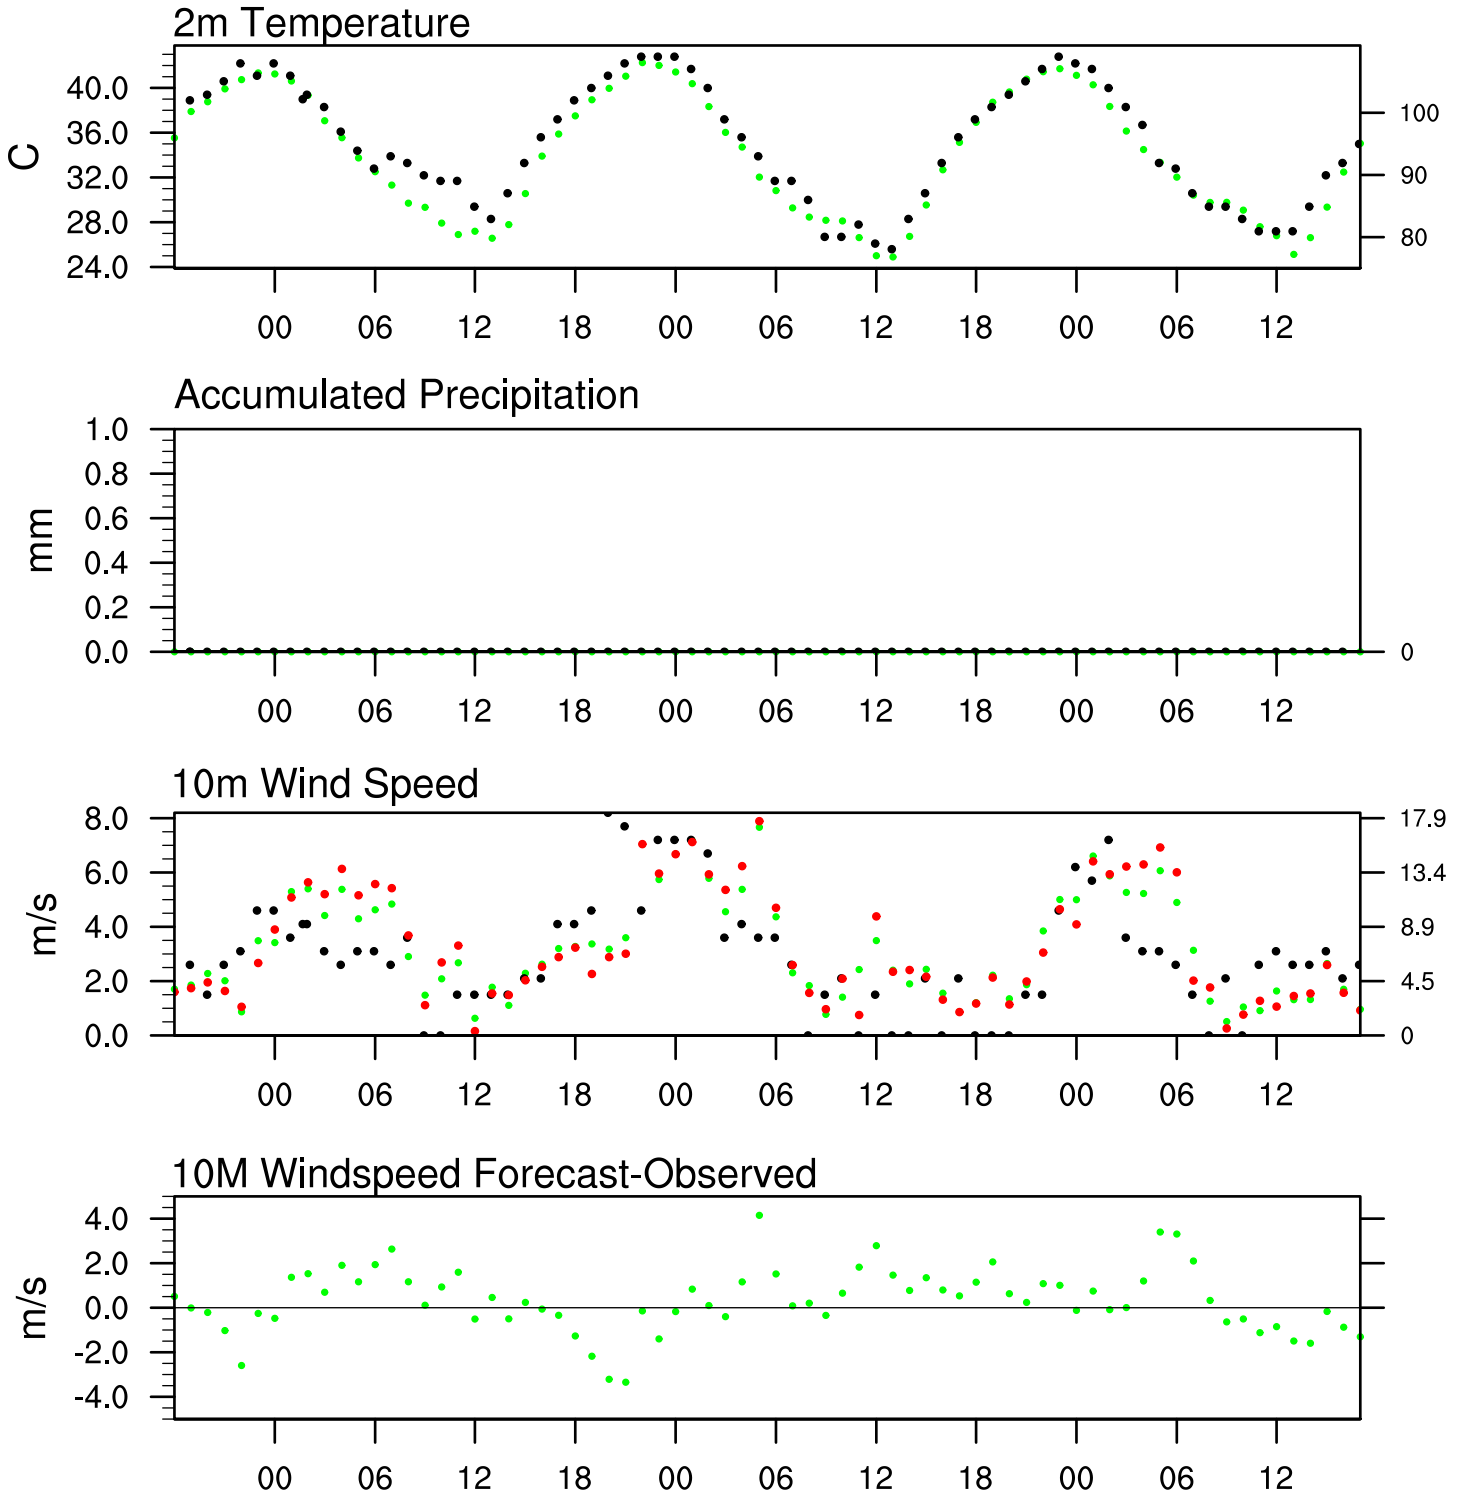 2m Temperature
40.0
36.0
32.0
28.0
24.0
C
100
90
80
00 06 12 18 00 06 12 18 00 06 12
Accumulated Precipitation
1.0
0.8
0.6
0.4
0.2
0.0
mm
0
00 06 12 18 00 06 12 18 00 06 12
10m Wind Speed
8.0
6.0
4.0
2.0
0.0
m/s
17.9
13.4
8.9
4.5
0
00 06 12 18 00 06 12 18 00 06 12
10M Windspeed Forecast-Observed
4.0
2.0
0.0
-2.0
-4.0
m/s
00 06 12 18 00 06 12 18 00 06 12